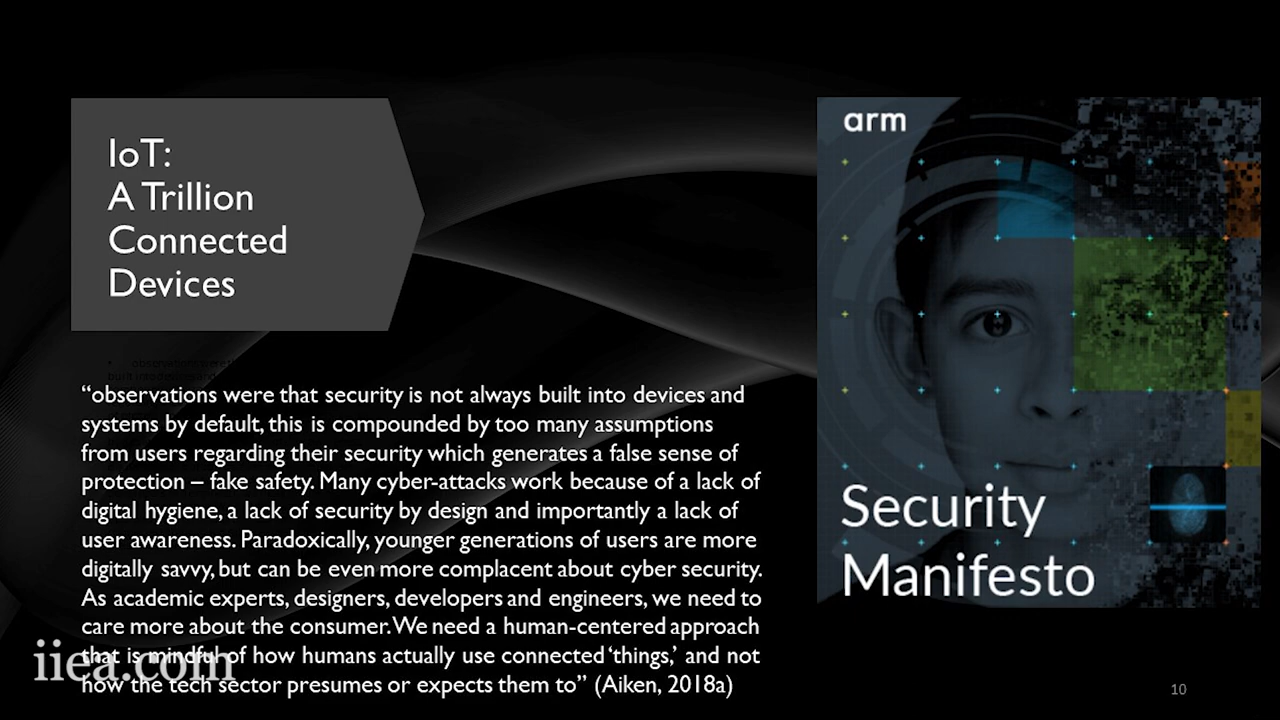 IoT:
A Trillion
Connected
Devices
arm
Security
Manifesto
“observations were that security is not always built into devices and
systems by default, this is compounded by too many assumptions
from users regarding their security which generates a false sense of
protection – fake safety. Many cyber-attacks work because of a lack of
digital hygiene, a lack of security by design and importantly a lack of
user awareness. Paradoxically, younger generations of users are more
digitally savvy, but can be even more complacent about cyber security.
As academic experts, designers, developers and engineers, we need to
care more about the consumer. We need a human-centered approach
that is mindful of how humans actually use connected ‘things,’ and not
how the tech sector presumes or expects them to” (Aiken, 2018a)
iiea.com
10